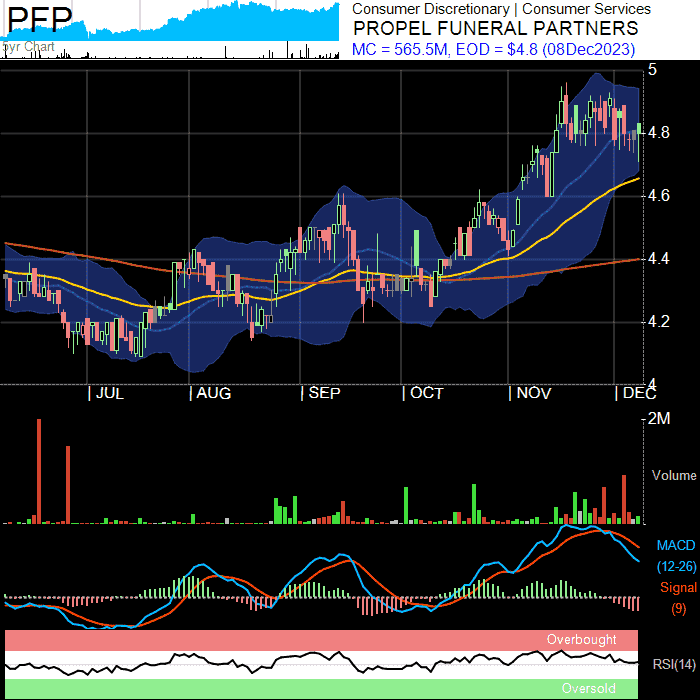 PFP
5yr Chart
Consumer Discretionary | Consumer Services
PROPEL FUNERAL PARTNERS
MC = 565.5M, EOD = $4.8 (08Dec2023)
5
4.8
4.6
4.4
4.2
4
JUL AUG SEP OCT NOV DEC
2M
Volume
MACD
(12-26)
Signal
(9)
Overbought
RSI(14)
Oversold